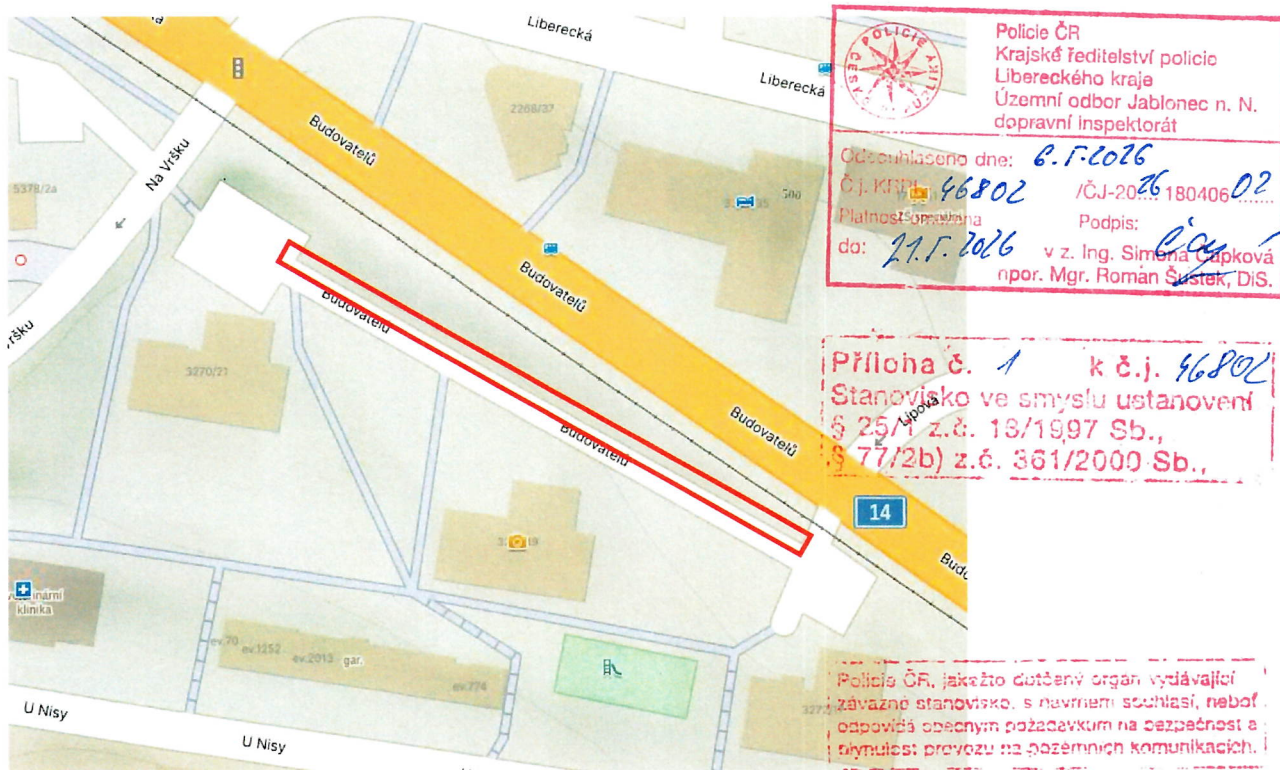 Liberecká
Liberecká
2268/37
Budovatelů
Na Vršku
5378/2a
500
Budovatelů
Budovatelů
Vršku
3270/21
Budovatelů
Budovatelů
Lipová
14
klinika
ev.70
ev.1252
ev.2013
gar.
ev.774
U Nisy
U Nisy
Policie ČR
Krajské ředitelství policie
Libereckého kraje
Územní odbor Jablonec n. N.
dopravní inspektorát
POLICIE
Odsouhlaseno dne: 6.5.2026
Č.j. KRPL 46802 /ČJ-2026 180406 02
Platnost omezena Podpis:
do: 21.5.2026 v z. Ing. Simona Čapková
npor. Mgr. Roman Šustek, DiS.
Příloha č. 1 k č.j. 46802
Stanovisko ve smyslu ustanovení
§ 25/1 z.č. 13/1997 Sb.,
§ 77/2b) z.č. 361/2000 Sb.,
Policie ČR, jakožto dotčený orgán vydávající
závazné stanovisko, s návrhem souhlasí, neboť
odpovídá obecným požadavkům na bezpečnost a
plynulost provozu na pozemních komunikacích.